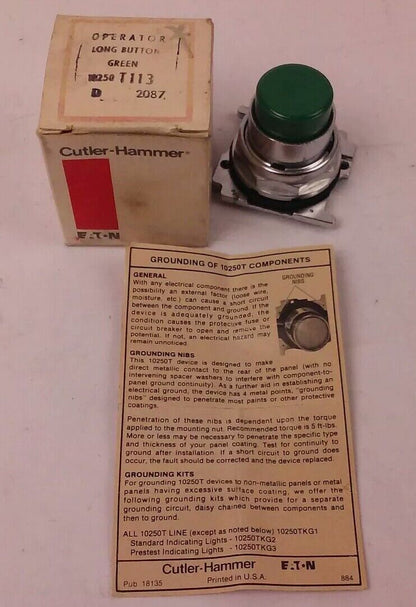 OPERATOR
LONG BUTTON
GREEN
10250 T113
D 2087
Cutler-Hammer
E·T·N
GROUNDING OF 10250T COMPONENTS
GENERAL
With any electrical component there is the
possibility an external factor (loose wire,
moisture, etc.) can cause a short circuit
between the component and ground. If the
device is adequately grounded, the
condition causes the protective fuse or
circuit breaker to open and remove the
potential. If not, an electrical hazard may
remain unnoticed.
GROUNDING
NIBS
GROUNDING NIBS
This 10250T device is designed to make
direct metallic contact to the rear of the panel (with no
intervening spacer washers to interfere with component-to-
panel ground continuity). As a further aid in establishing an
electrical ground, the device has 4 metal points, "grounding
nibs" designed to penetrate most paints or other protective
coatings.
Penetration of these nibs is dependent upon the torque
applied to the mounting nut. Recommended torque is 5 ft-lbs.
More or less may be necessary to penetrate the specific type
and thickness of your panel coating. Test for continuity to
ground after installation. If a short circuit to ground does
occur, the fault should be corrected and the device replaced.
GROUNDING KITS
For grounding 10250T devices to non-metallic panels or metal
panels having excessive surface coating, we offer the
following grounding kits which provide for a separate
grounding circuit, daisy chained between components and
then to ground.
ALL 10250T LINE (except as noted below) 10250TKG1
Standard Indicating Lights - 10250TKG2
Prestest Indicating Lights - 10250TKG3
Cutler-Hammer E·T·N
Pub 18135 Printed in U.S.A. 884